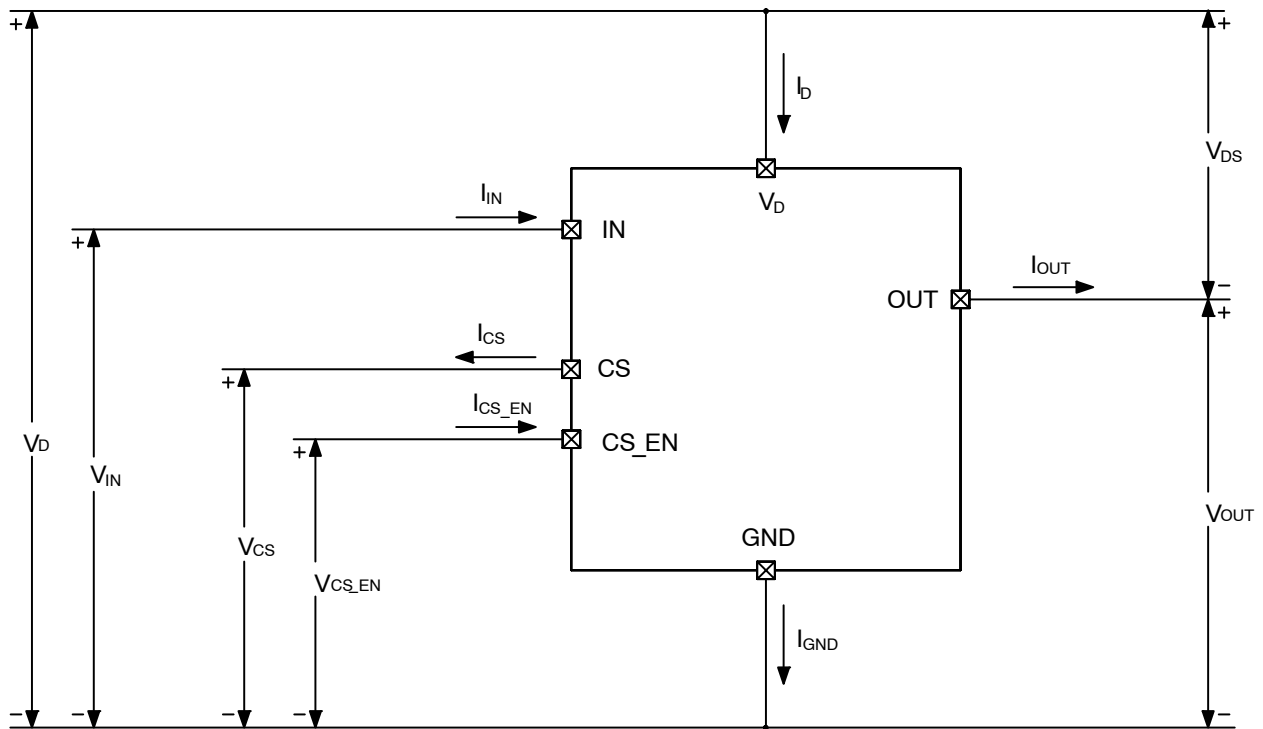 +
+
I_D
V_DS
I_IN
V_D
+
IN
I_OUT
OUT
−
+
I_CS
CS
+
I_CS_EN
V_D
+
CS_EN
V_IN
V_OUT
GND
V_CS
V_CS_EN
I_GND
− − − − −